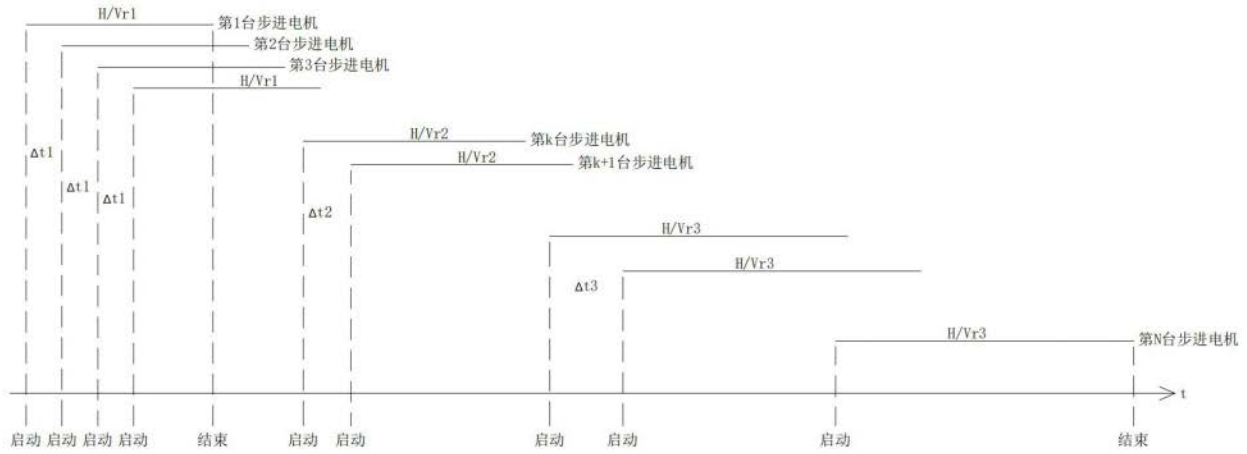 H/Vr1
第1台步进电机
第2台步进电机
第3台步进电机
H/Vr1
H/Vr2
第k台步进电机
H/Vr2
第k+1台步进电机
Δt1
Δt1
Δt1
Δt2
H/Vr3
H/Vr3
Δt3
H/Vr3
第N台步进电机
t
启动 启动 启动 启动 结束 启动 启动 启动 启动 启动 结束